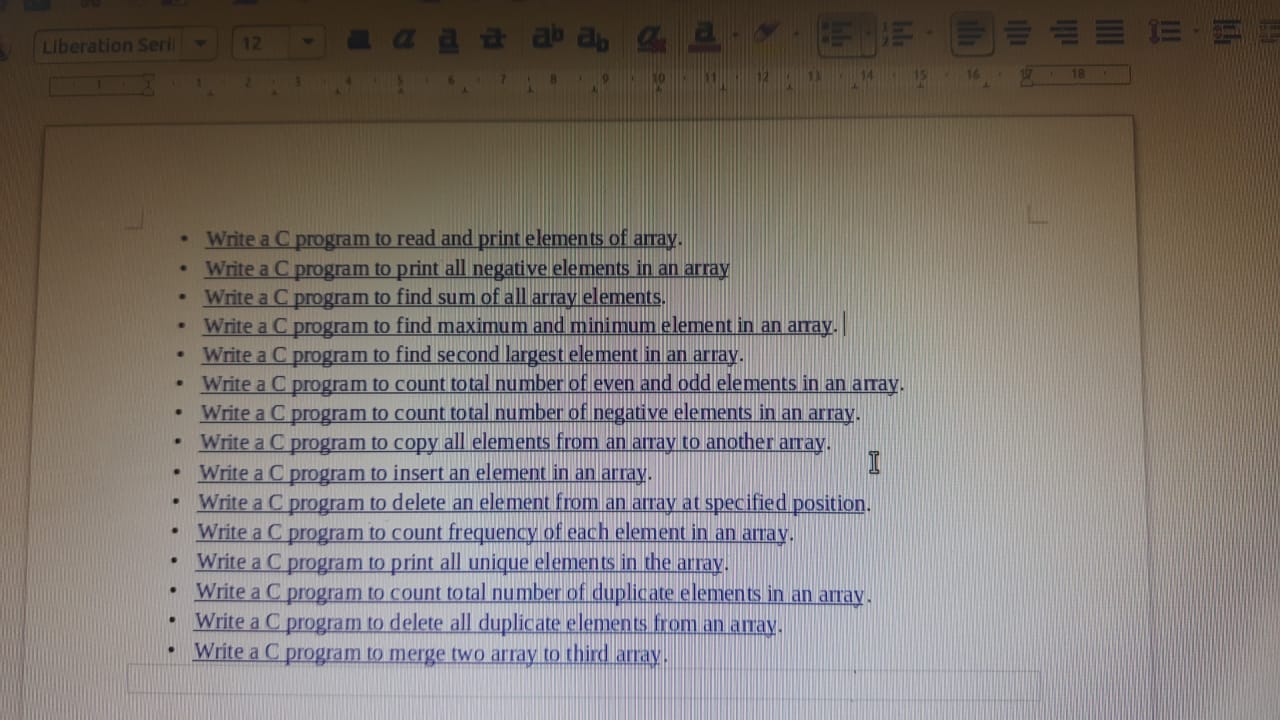 Liberation Seri 12
1 1 1 2 3 4 5 6 7 8 9 10 11 12 13 14 15 16 17 18
• Write a C program to read and print elements of array.
• Write a C program to print all negative elements in an array
• Write a C program to find sum of all array elements.
• Write a C program to find maximum and minimum element in an array.
• Write a C program to find second largest element in an array.
• Write a C program to count total number of even and odd elements in an array.
• Write a C program to count total number of negative elements in an array.
• Write a C program to copy all elements from an array to another array.
• Write a C program to insert an element in an array.
• Write a C program to delete an element from an array at specified position.
• Write a C program to count frequency of each element in an array.
• Write a C program to print all unique elements in the array.
• Write a C program to count total number of duplicate elements in an array.
• Write a C program to delete all duplicate elements from an array.
• Write a C program to merge two array to third array.